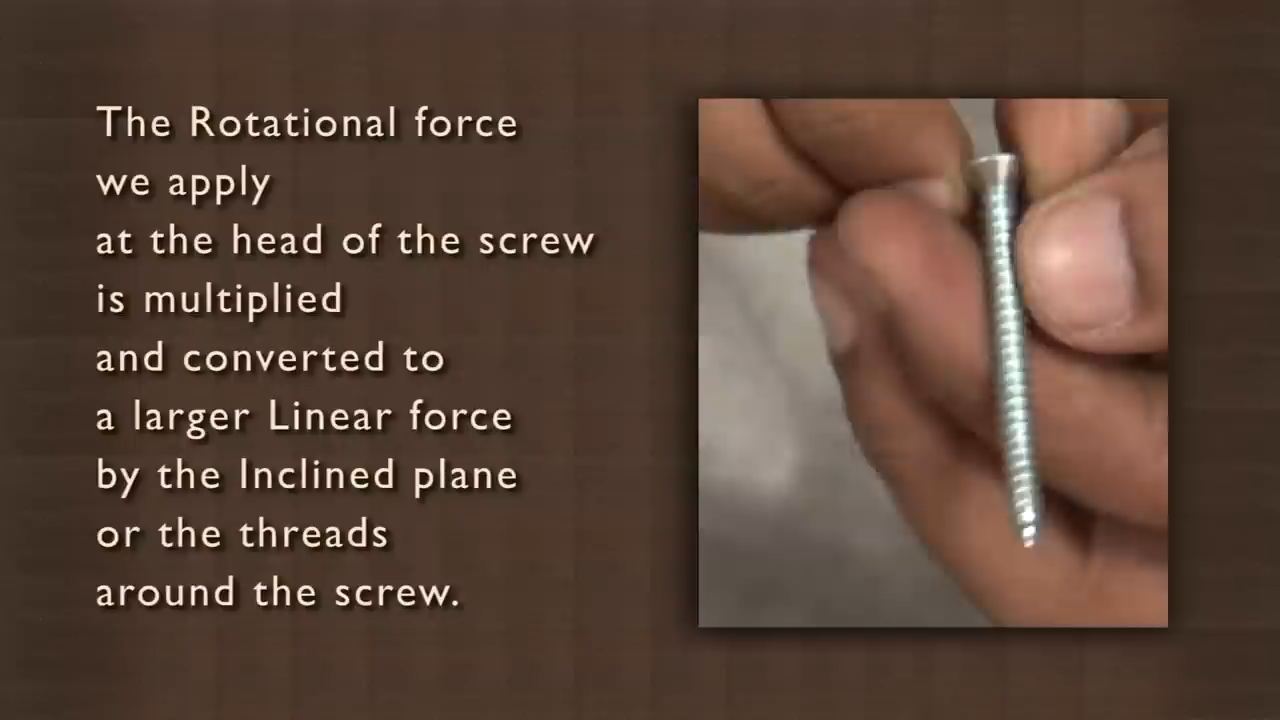 The Rotational force
we apply
at the head of the screw
is multiplied
and converted to
a larger Linear force
by the Inclined plane
or the threads
around the screw.